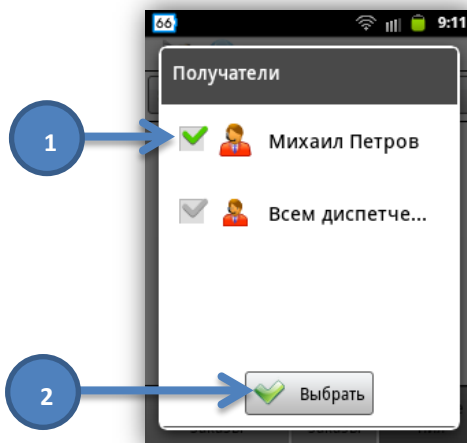 66 9:11
Получатели
1
Михаил Петров
Всем диспетче...
2
Выбрать